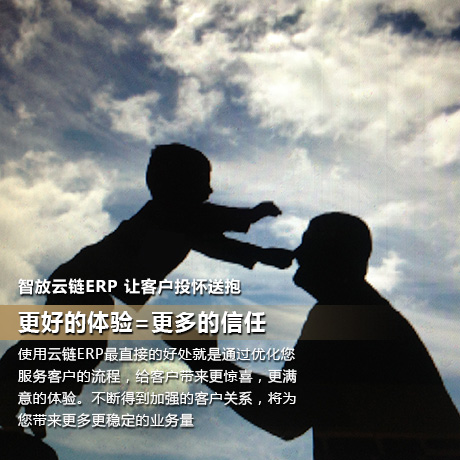 智放云链ERP 让客户投怀送抱
更好的体验=更多的信任
使用云链ERP最直接的好处就是通过优化您
服务客户的流程，给客户带来更惊喜，更满
意的体验。不断得到加强的客户关系，将为
您带来更多更稳定的业务量